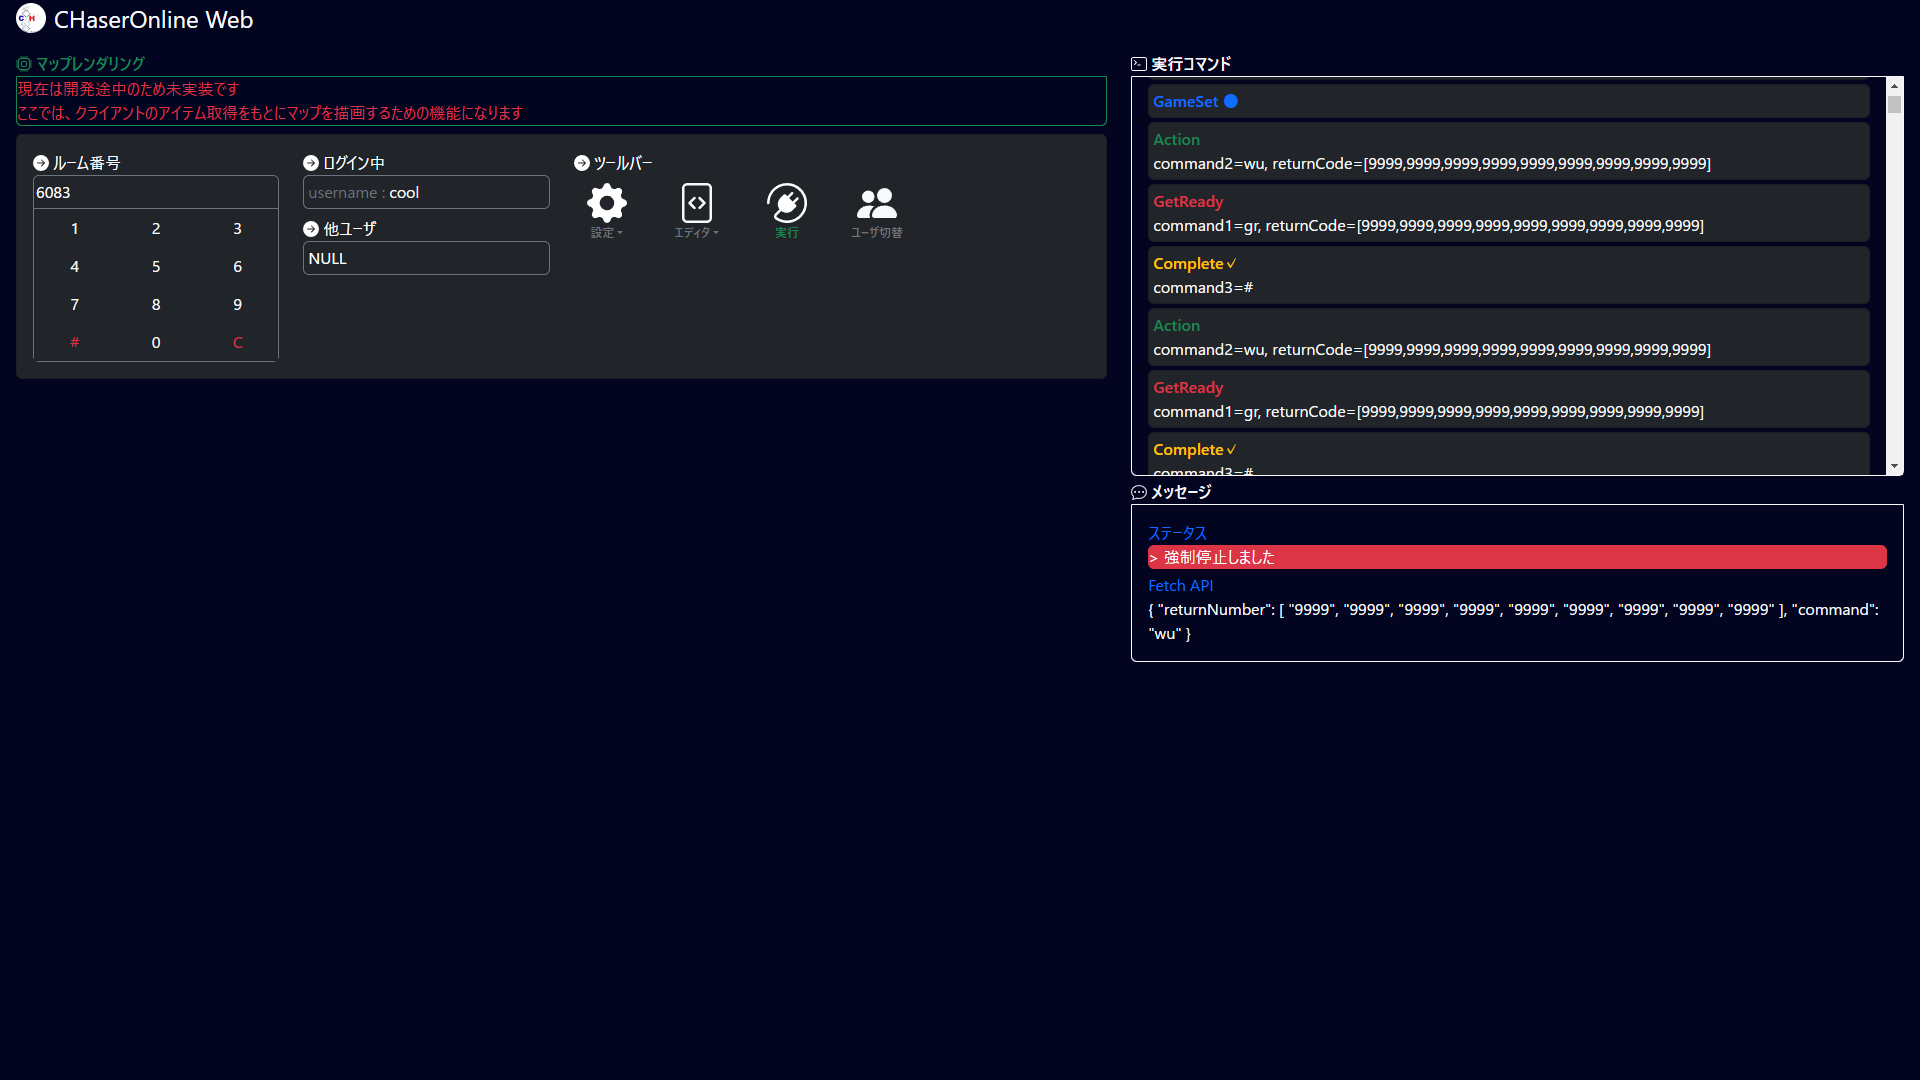 CHaserOnline Web
マップレンダリング
現在は開発途中のため未実装です
ここでは、クライアントのアイテム取得をもとにマップを描画するための機能になります
ルーム番号
6083
1 2 3
4 5 6
7 8 9
# 0 C
ログイン中
username : cool
他ユーザ
NULL
ツールバー
設定 エディタ 実行 ユーザ切替
実行コマンド
GameSet
Action
command2=wu, returnCode=[9999,9999,9999,9999,9999,9999,9999,9999,9999]
GetReady
command1=gr, returnCode=[9999,9999,9999,9999,9999,9999,9999,9999,9999]
Complete✓
command3=#
Action
command2=wu, returnCode=[9999,9999,9999,9999,9999,9999,9999,9999,9999]
GetReady
command1=gr, returnCode=[9999,9999,9999,9999,9999,9999,9999,9999,9999]
Complete✓
command3=#
メッセージ
ステータス
> 強制停止しました
Fetch API
{ "returnNumber": [ "9999", "9999", "9999", "9999", "9999", "9999", "9999", "9999", "9999" ], "command":
"wu" }